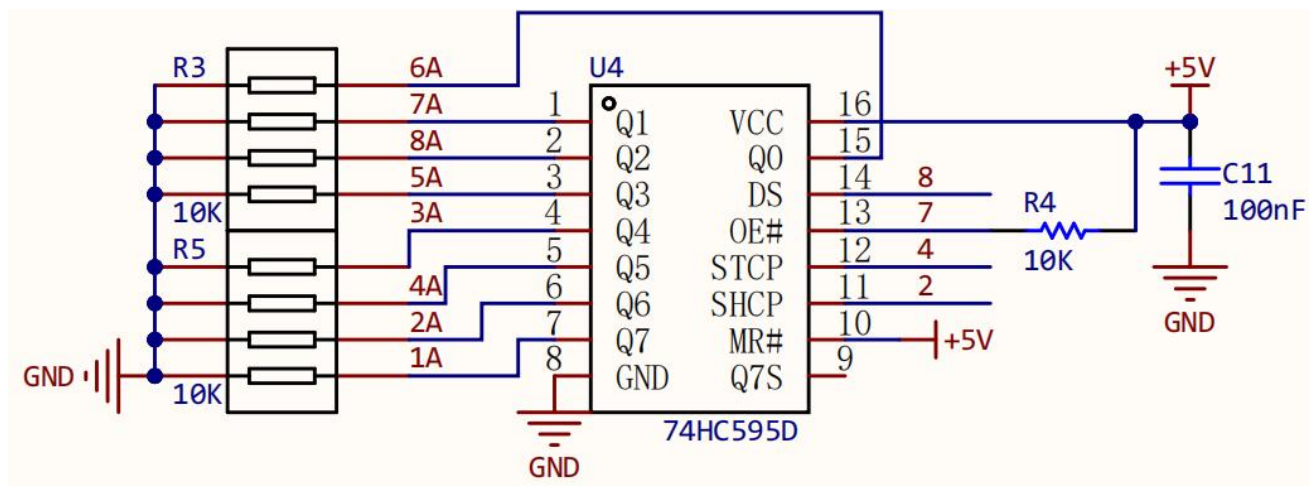 R3
6A
7A
8A
5A
10K
3A
R5
4A
2A
1A
10K
GND
U4
1 Q1 VCC 16
2 Q2 Q0 15
3 Q3 DS 14 8
4 Q4 OE# 13 7
5 Q5 STCP 12 4
6 Q6 SHCP 11 2
7 Q7 MR# 10 +5V
8 GND Q7S 9
74HC595D
GND
R4
10K
+5V
C11
100nF
GND